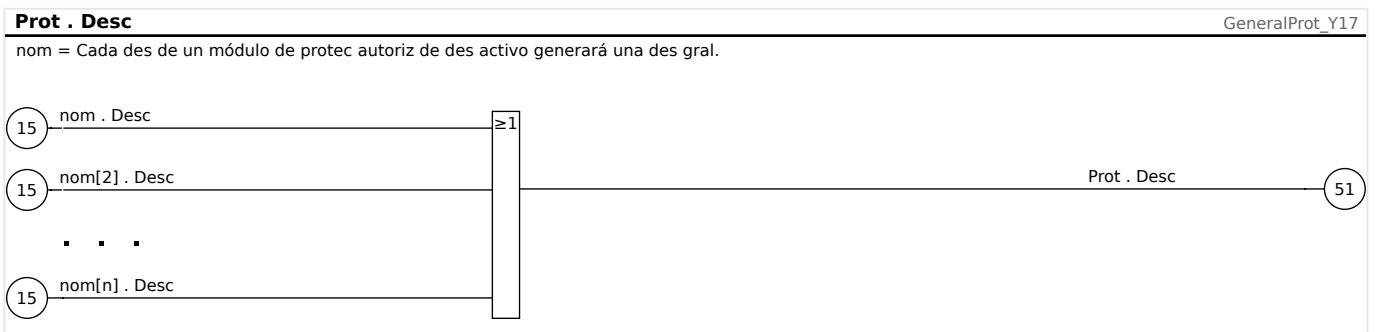 Prot . Desc
GeneralProt_Y17
nom = Cada des de un módulo de protec autoriz de des activo generará una des gral.
15
nom . Desc
≥1
15
nom[2] . Desc
Prot . Desc
51
. . .
15
nom[n] . Desc